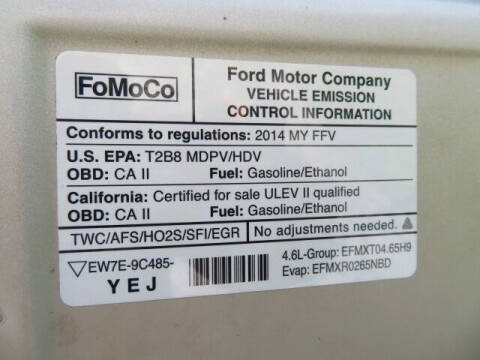 FoMoCo
Ford Motor Company
VEHICLE EMISSION
CONTROL INFORMATION
Conforms to regulations: 2014 MY FFV
U.S. EPA: T2B8 MDPV/HDV
OBD: CA II Fuel: Gasoline/Ethanol
California: Certified for sale ULEV II qualified
OBD: CA II Fuel: Gasoline/Ethanol
TWC/AFS/HO2S/SFI/EGR
No adjustments needed.
EW7E-9C485-
YEJ
4.6L-Group: EFMXT04.65H9
Evap: EFMXR0265NBD